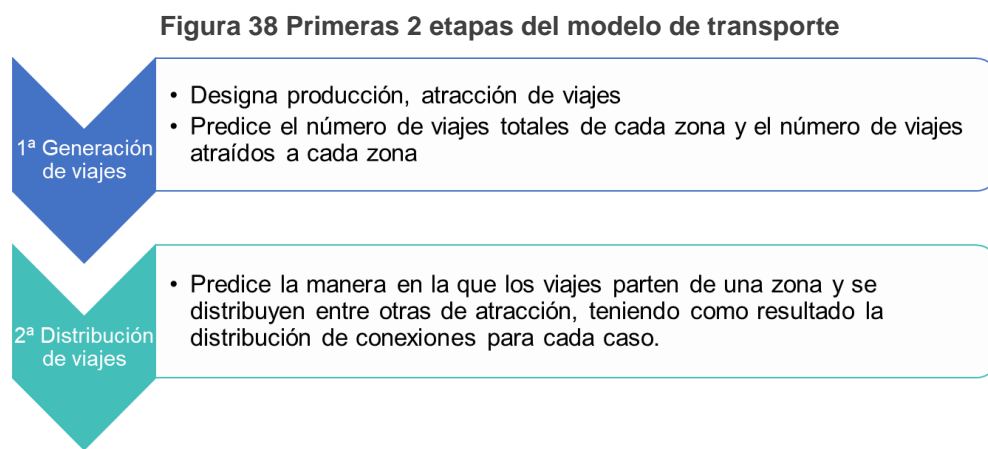 Figura 38 Primeras 2 etapas del modelo de transporte
1ª Generación
de viajes
• Designa producción, atracción de viajes
• Predice el número de viajes totales de cada zona y el número de viajes
atraídos a cada zona
2ª Distribución
de viajes
• Predice la manera en la que los viajes parten de una zona y se
distribuyen entre otras de atracción, teniendo como resultado la
distribución de conexiones para cada caso.